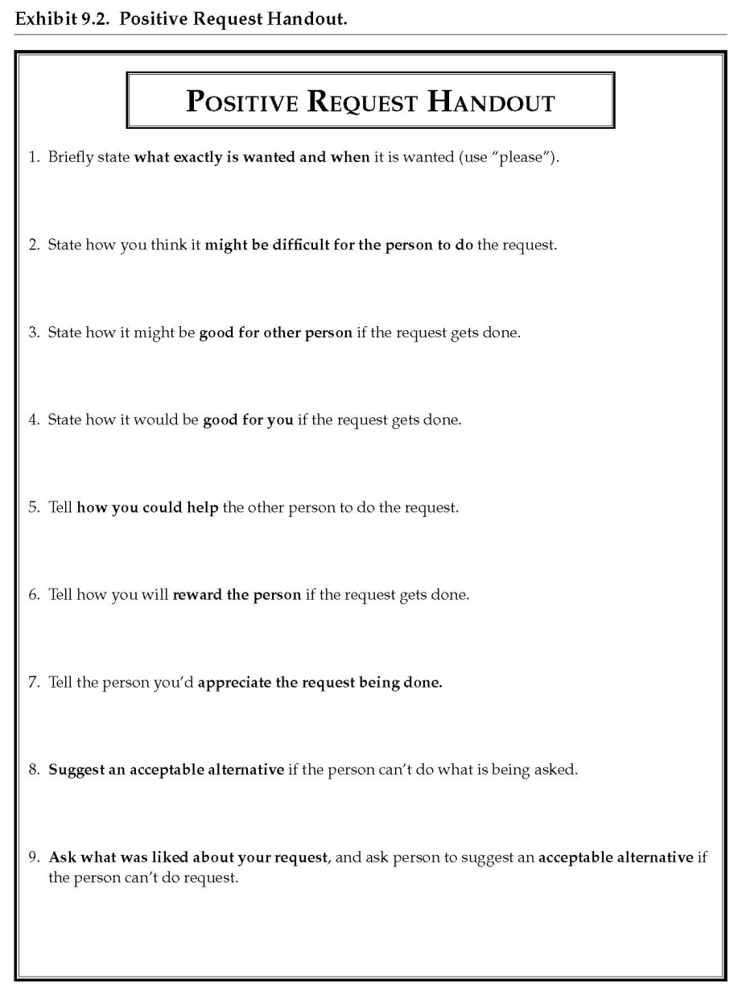 Exhibit 9.2. Positive Request Handout.
POSITIVE REQUEST HANDOUT
1. Briefly state what exactly is wanted and when it is wanted (use “please”).
2. State how you think it might be difficult for the person to do the request.
3. State how it might be good for other person if the request gets done.
4. State how it would be good for you if the request gets done.
5. Tell how you could help the other person to do the request.
6. Tell how you will reward the person if the request gets done.
7. Tell the person you’d appreciate the request being done.
8. Suggest an acceptable alternative if the person can’t do what is being asked.
9. Ask what was liked about your request, and ask person to suggest an acceptable alternative if
the person can’t do request.